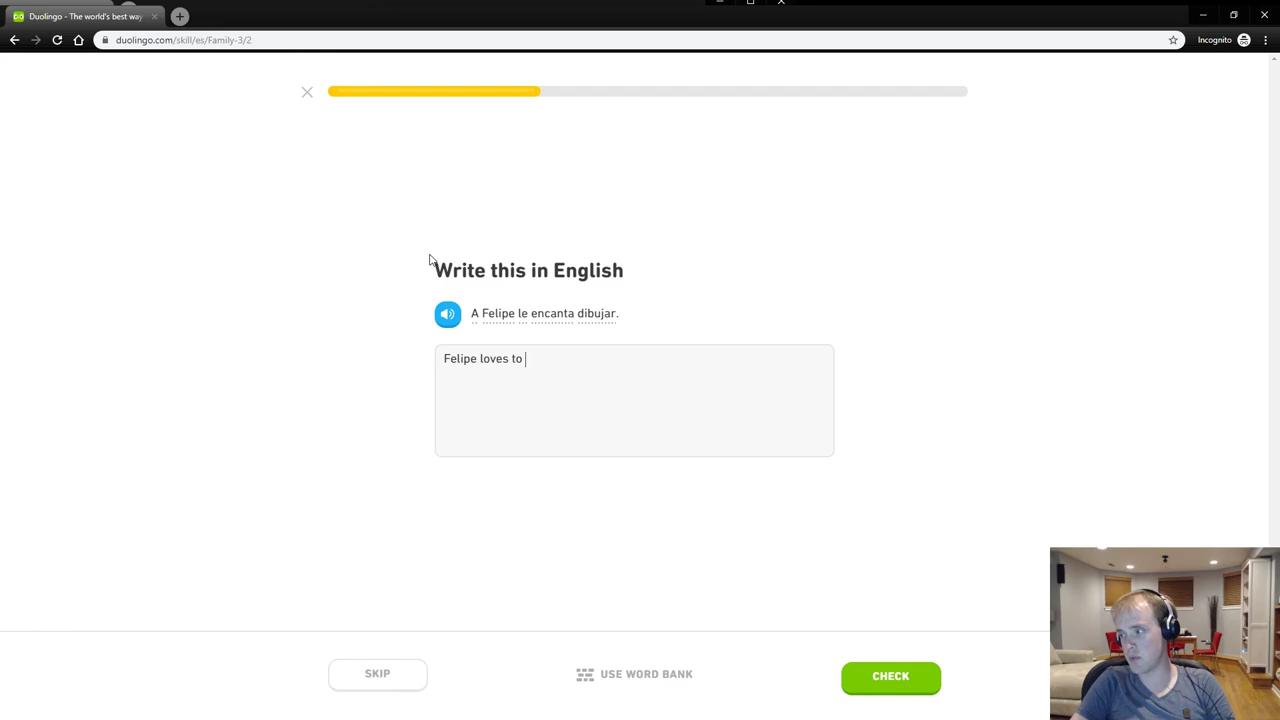 Duolingo - The world's best way
duolingo.com/skill/es/Family-3/2
Incognito
Write this in English
A Felipe le encanta dibujar.
Felipe loves to
SKIP
USE WORD BANK
CHECK